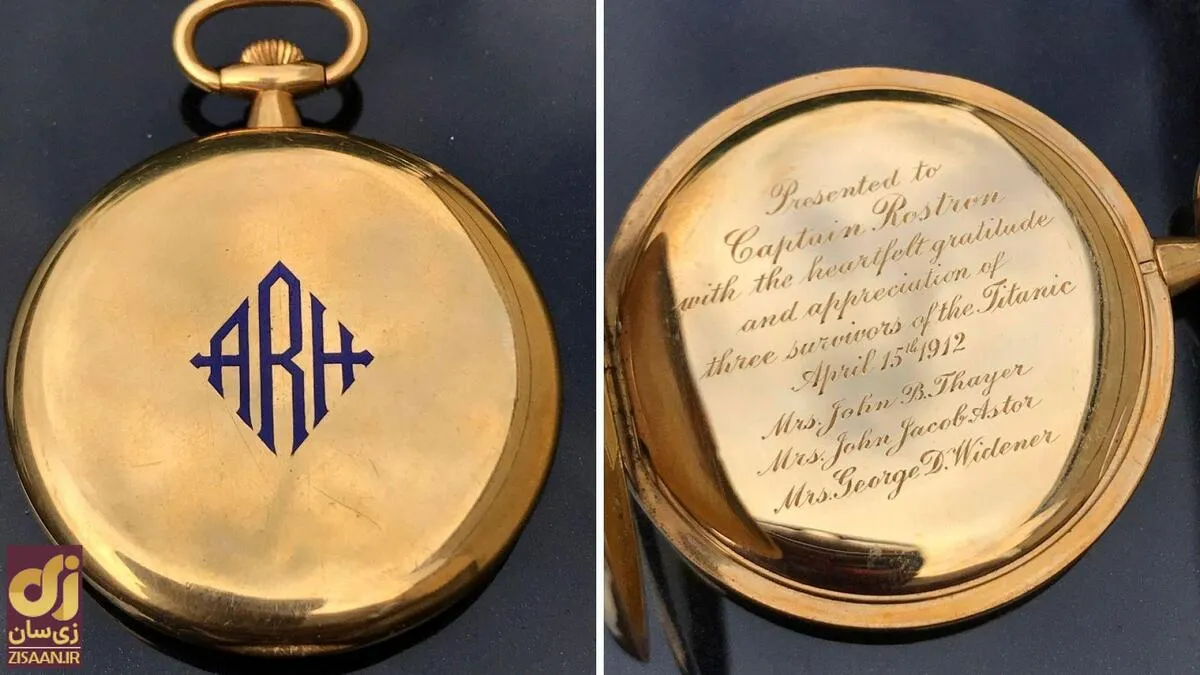 ARH
Presented to
Captain Rostron
with the heartfelt gratitude
and appreciation of
three survivors of the Titanic
April 15th 1912
Mrs. John B. Thayer
Mrs. John Jacob Astor
Mrs. George D. Widener
زی
زی‌سان
ZISAAN.IR